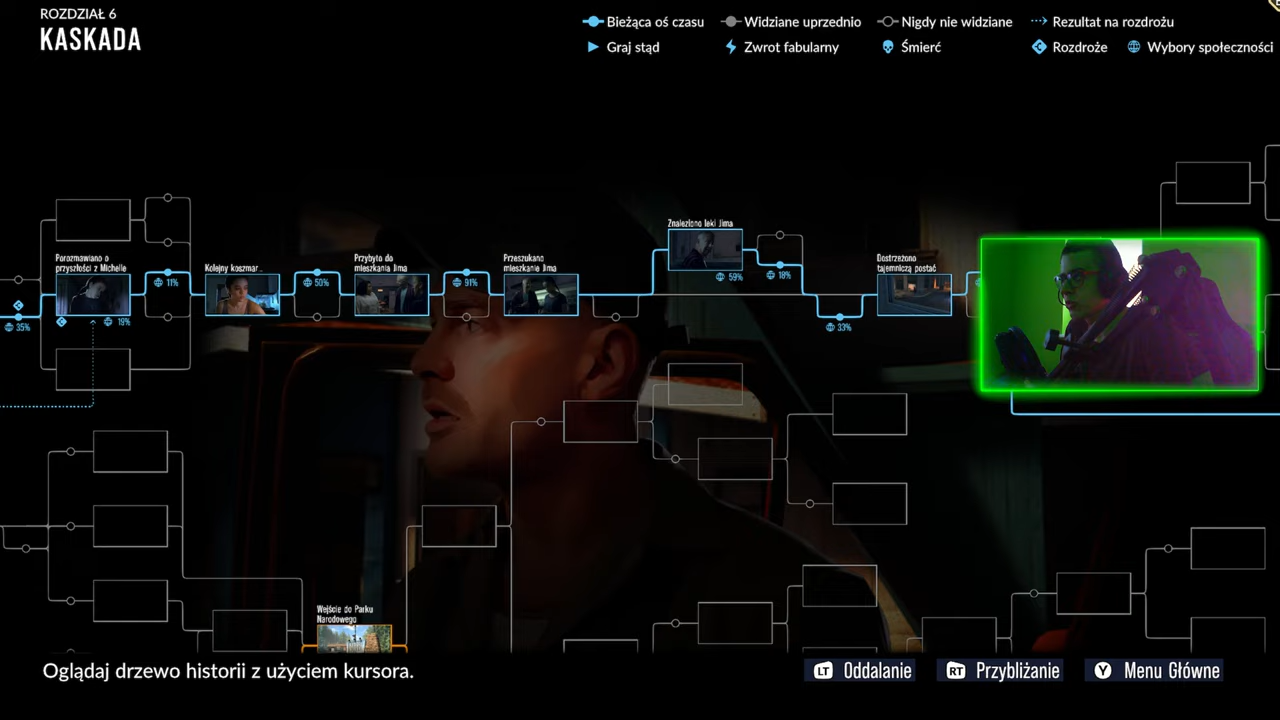 ROZDZIAŁ 6
KASKADA
Bieżąca oś czasu
Widziane uprzednio
Nigdy nie widziane
Rezultat na rozdrożu
Graj stąd
Zwrot fabularny
Śmierć
Rozdroże
Wybory społeczności
Znaleziono leki Jima
Porozmawiano o
przyszłości z Michelle
Kolejny koszmar...
Przybyto do
mieszkania Jima
Przeszukano
mieszkanie Jima
Dostrzeżono
tajemniczą postać
11%
50%
91%
59%
18%
35%
19%
33%
Wejście do Parku
Narodowego
Oglądaj drzewo historii z użyciem kursora.
LT Oddalanie
RT Przybliżanie
Y Menu Główne